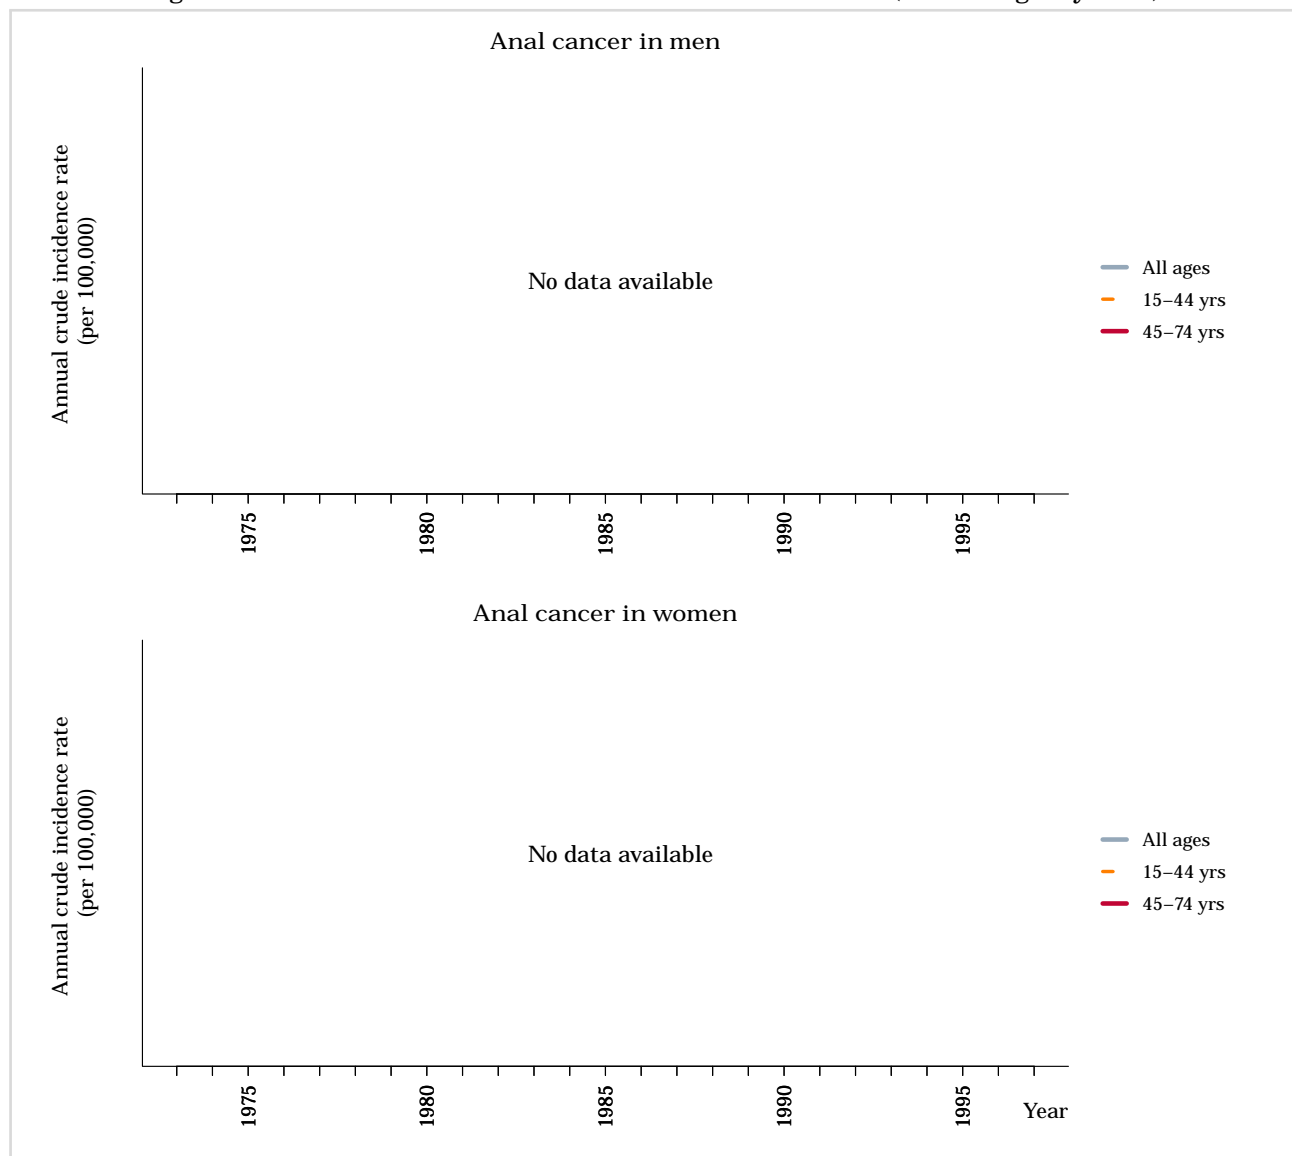 Anal cancer in men
Annual crude incidence rate
(per 100,000)
No data available
All ages
15–44 yrs
45–74 yrs
1975
1980
1985
1990
1995
Anal cancer in women
Annual crude incidence rate
(per 100,000)
No data available
All ages
15–44 yrs
45–74 yrs
1975
1980
1985
1990
1995
Year